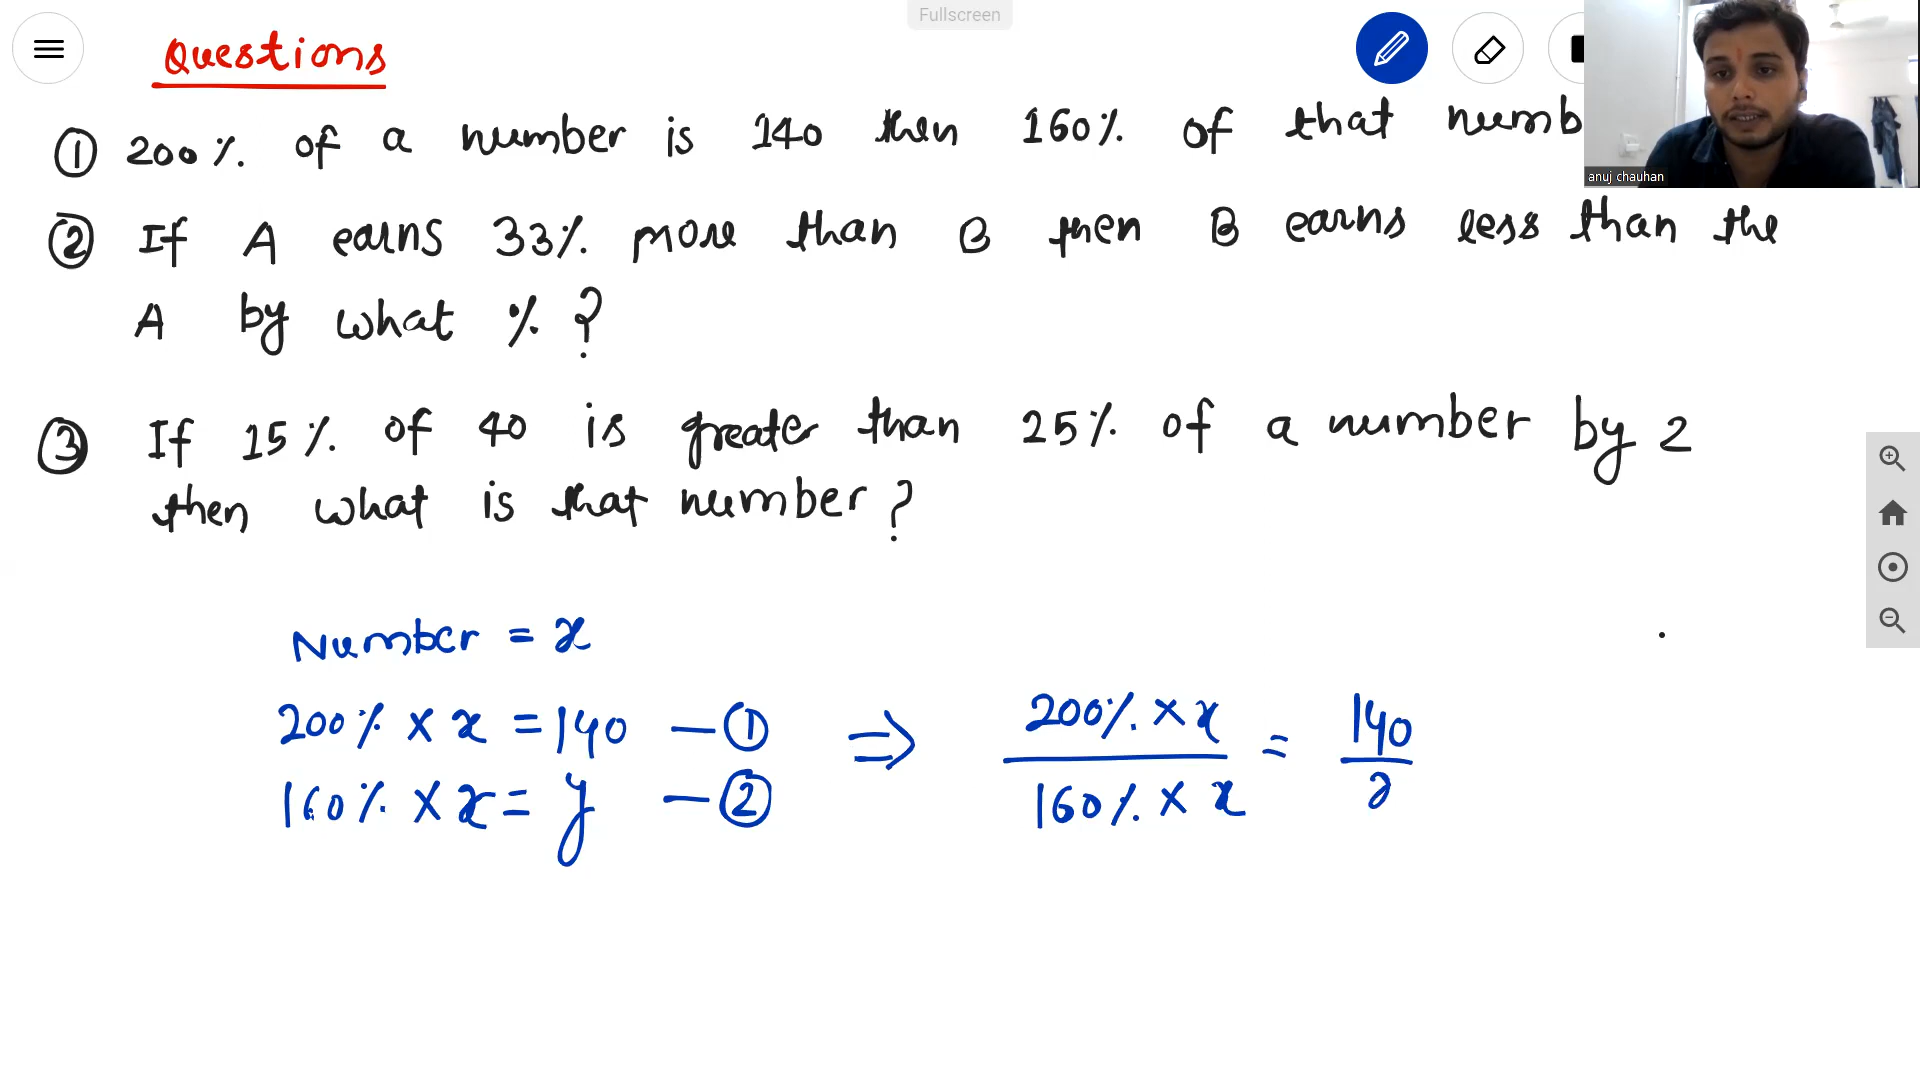 Fullscreen
Questions
① 200% of a number is 140 then 160% of that numb
anuj chauhan
② If A earns 33% more than B then B earns less than the
A by what % ?
③ If 15% of 40 is greater than 25% of a number by 2
then what is that number ?
Number = x
200% × x = 140 — ① ⇒ 200% × x / 160% × x = 140 / y
160% × x = y — ②